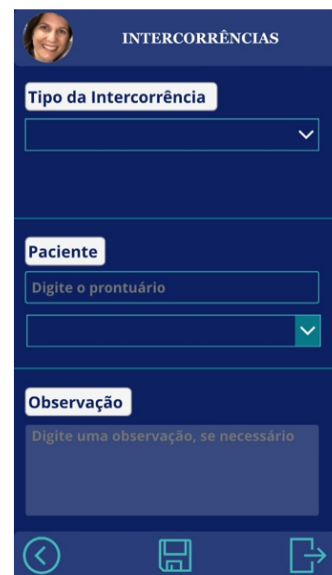 INTERCORRÊNCIAS
Tipo da Intercorrência
Paciente
Digite o prontuário
Observação
Digite uma observação, se necessário